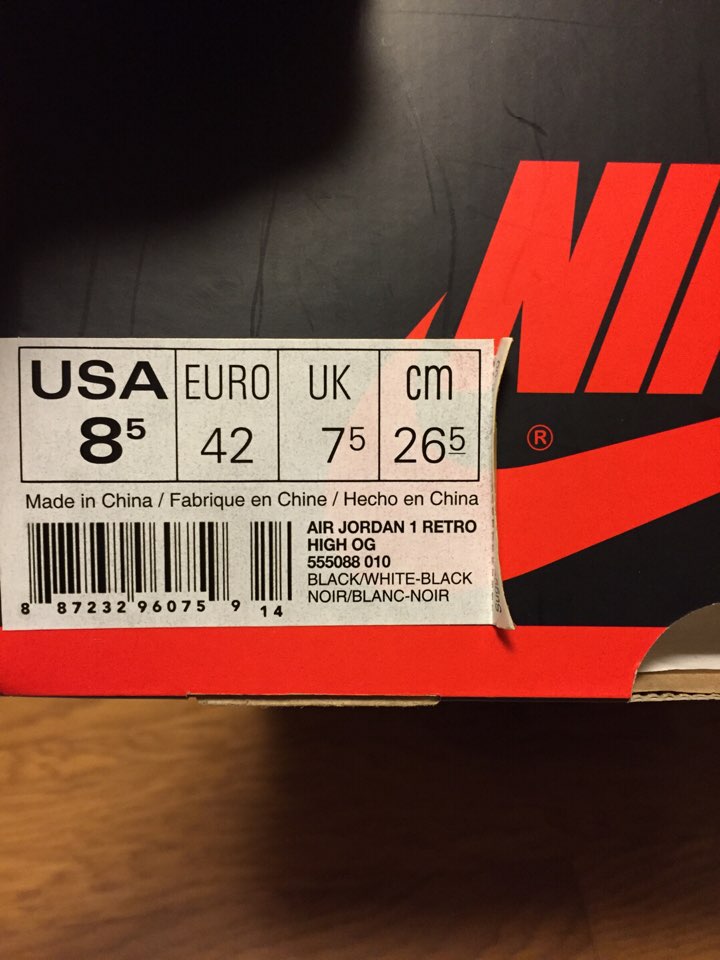 NI
®
USA EURO UK cm
8⁵ 42 7⁵ 26⁵
Made in China / Fabrique en Chine / Hecho en China
AIR JORDAN 1 RETRO
HIGH OG
555088 010
BLACK/WHITE-BLACK
NOIR/BLANC-NOIR
8 87232 96075 9 14